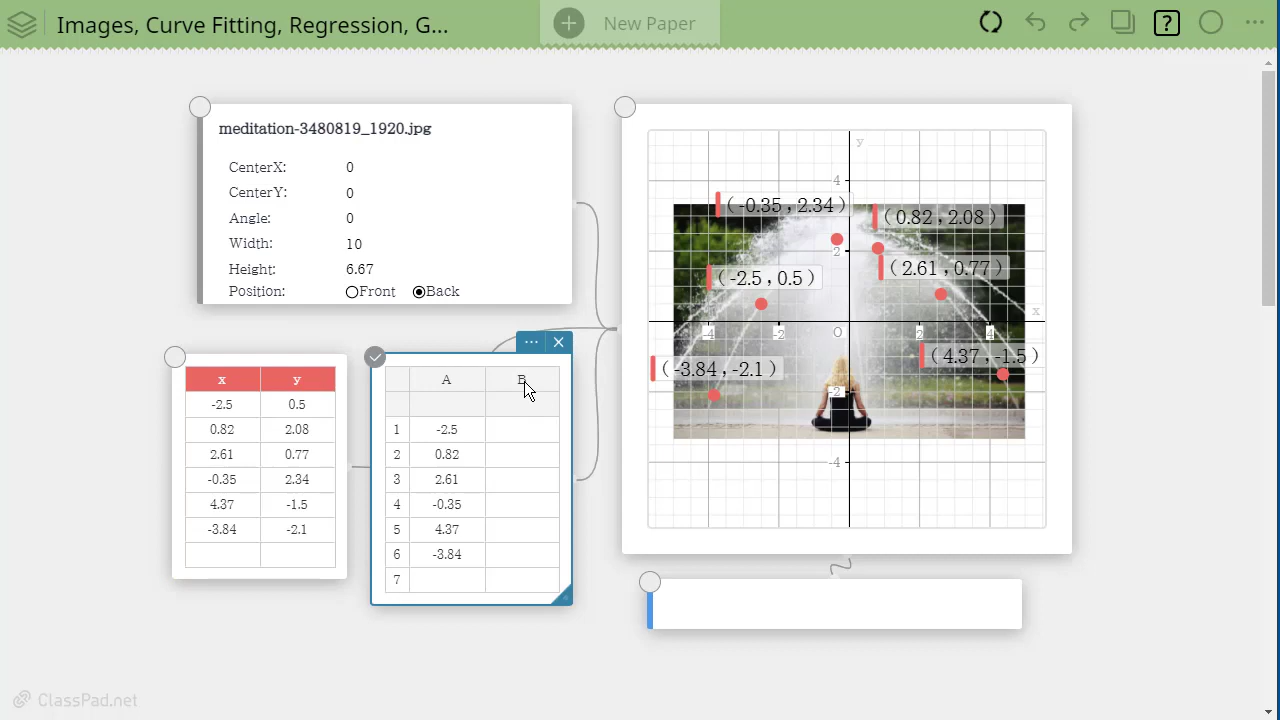 Images, Curve Fitting, Regression, G...
New Paper
?
meditation-3480819_1920.jpg
CenterX: 0
CenterY: 0
Angle: 0
Width: 10
Height: 6.67
Position: Front Back
x y
-2.5 0.5
0.82 2.08
2.61 0.77
-0.35 2.34
4.37 -1.5
-3.84 -2.1
A B
1 -2.5
2 0.82
3 2.61
4 -0.35
5 4.37
6 -3.84
7
y
4
( -0.35 , 2.34 )
( 0.82 , 2.08 )
2
( 2.61 , 0.77 )
( -2.5 , 0.5 )
x
-4 -2 O 2 4
( 4.37 , -1.5 )
( -3.84 , -2.1 )
-2
-4
ClassPad.net